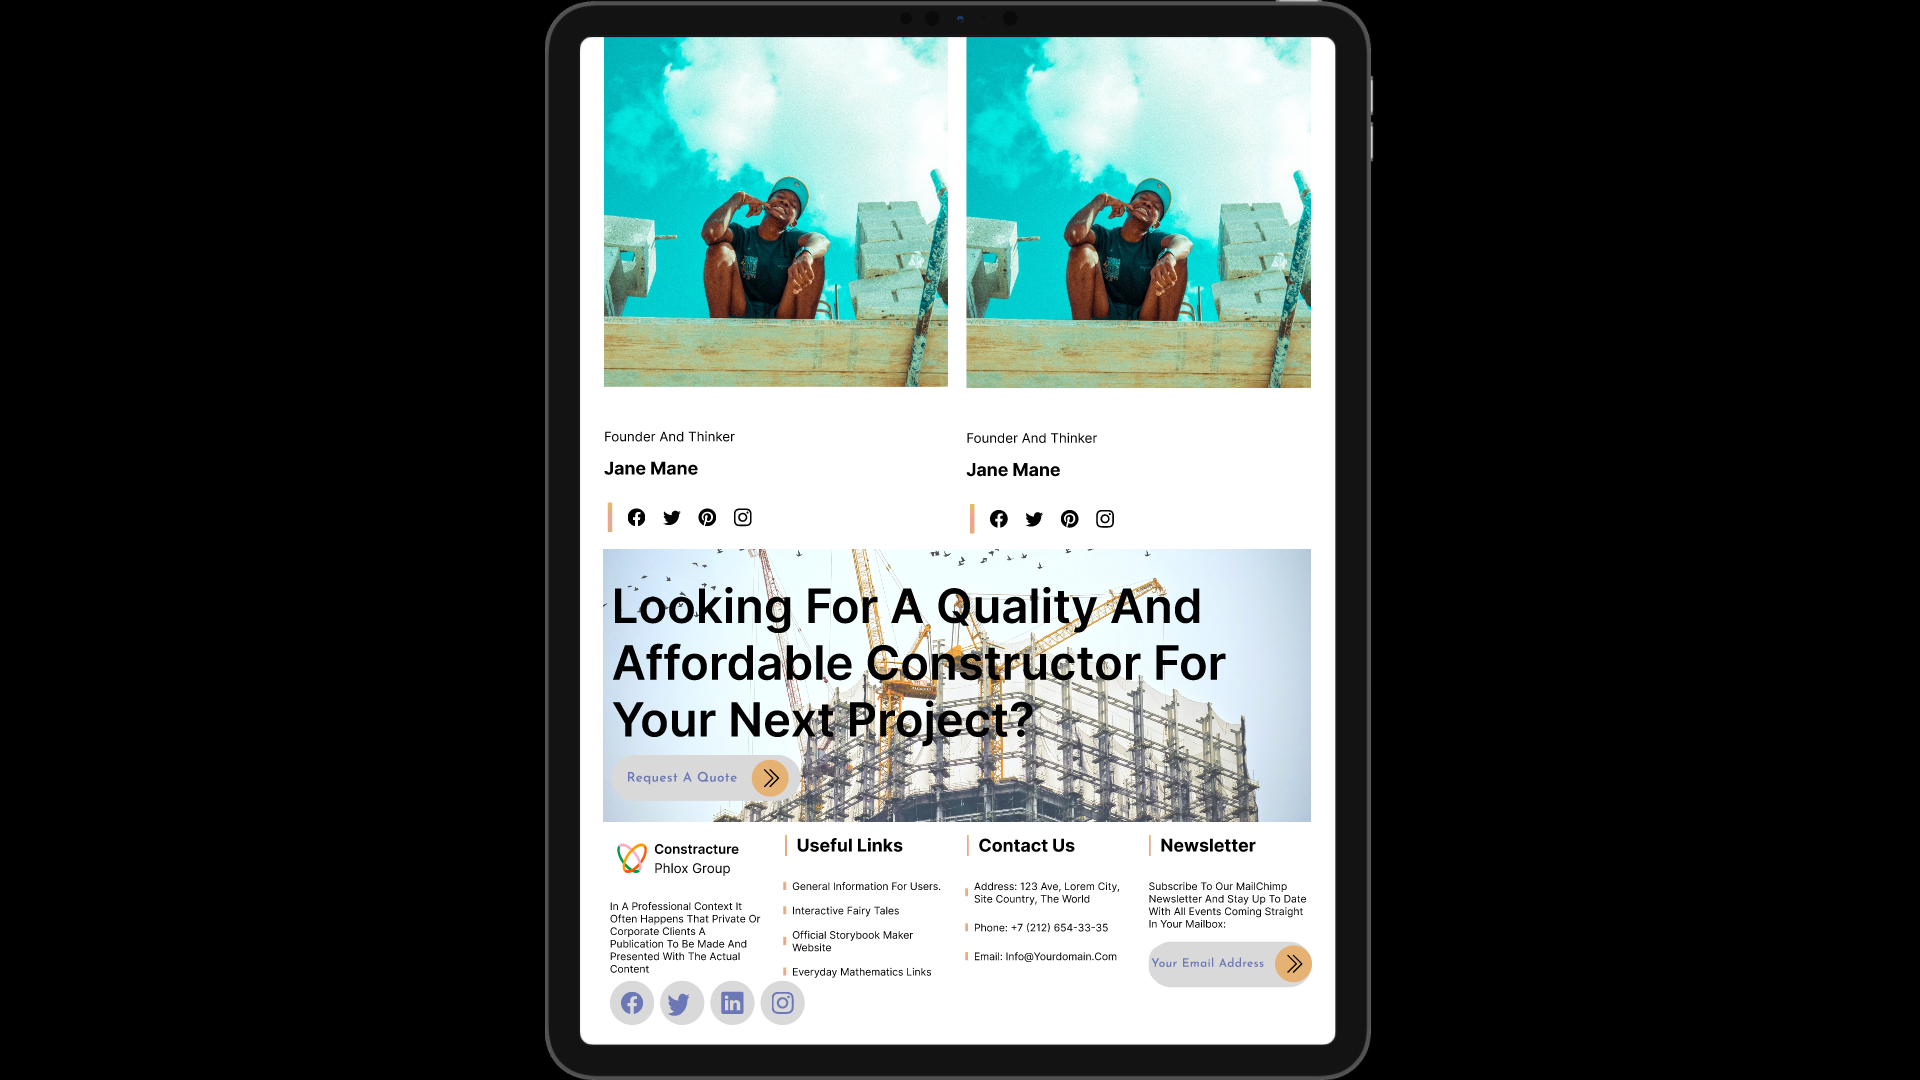 Founder And Thinker
Jane Mane
Founder And Thinker
Jane Mane
Looking For A Quality And
Affordable Constructor For
Your Next Project?
Request A Quote
Constracture
Phlox Group
In A Professional Context It
Often Happens That Private Or
Corporate Clients A
Publication To Be Made And
Presented With The Actual
Content
Useful Links
General Information For Users.
Interactive Fairy Tales
Official Storybook Maker
Website
Everyday Mathematics Links
Contact Us
Address: 123 Ave, Lorem City,
Site Country, The World
Phone: +7 (212) 654-33-35
Email: Info@Yourdomain.Com
Newsletter
Subscribe To Our MailChimp
Newsletter And Stay Up To Date
With All Events Coming Straight
In Your Mailbox:
Your Email Address